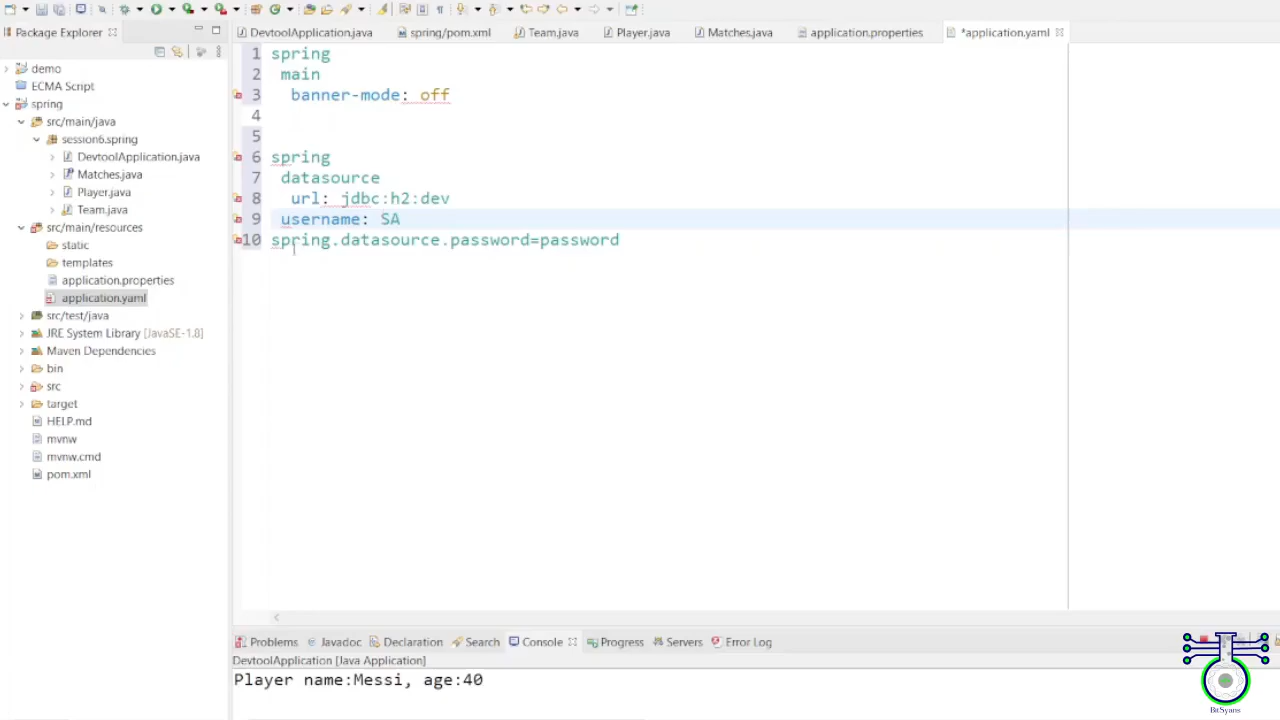 Package Explorer
DevtoolApplication.java
spring/pom.xml
Team.java
Player.java
Matches.java
application.properties
*application.yaml
demo
ECMA Script
spring
src/main/java
session6.spring
DevtoolApplication.java
Matches.java
Player.java
Team.java
src/main/resources
static
templates
application.properties
application.yaml
src/test/java
JRE System Library [JavaSE-1.8]
Maven Dependencies
bin
src
target
HELP.md
mvnw
mvnw.cmd
pom.xml
1 spring
2 main
3 banner-mode: off
4
5
6 spring
7 datasource
8 url: jdbc:h2:dev
9 username: SA
10 spring.datasource.password=password
Problems
Javadoc
Declaration
Search
Console
Progress
Servers
Error Log
DevtoolApplication [Java Application]
Player name:Messi, age:40
BitSyans